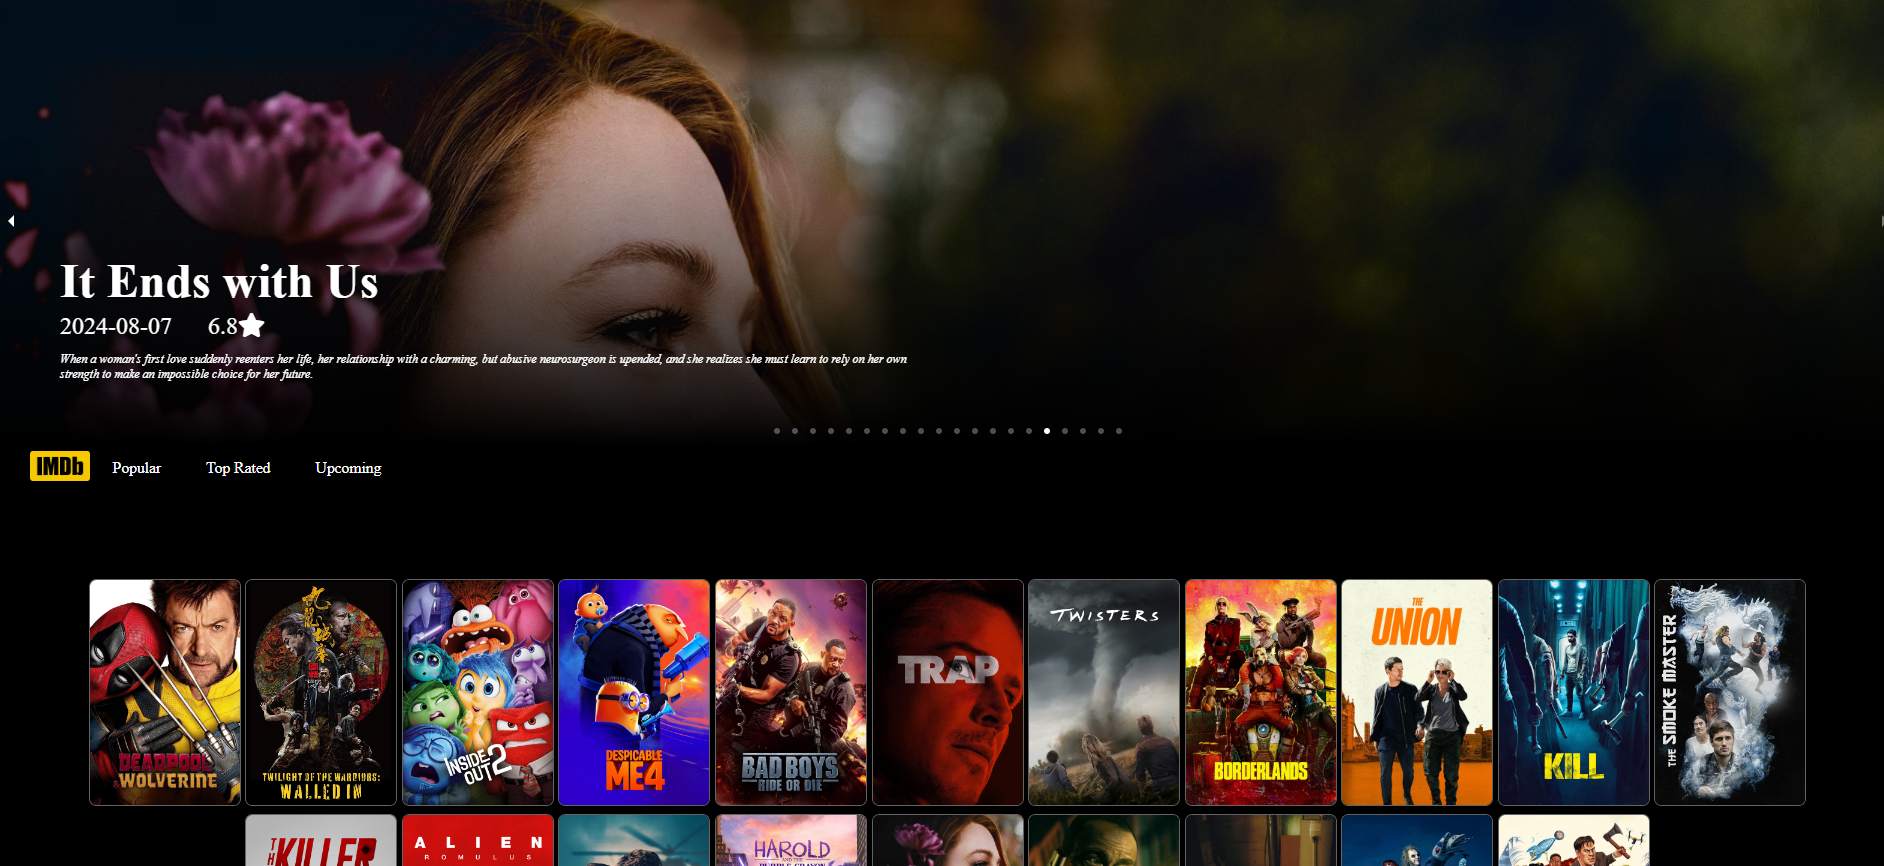 It Ends with Us
2024-08-07 6.8
When a woman's first love suddenly reenters her life, her relationship with a charming, but abusive neurosurgeon is upended, and she realizes she must learn to rely on her own
strength to make an impossible choice for her future.
IMDb Popular Top Rated Upcoming
DEADPOOL
& WOLVERINE
TWILIGHT OF THE WARRIORS:
WALLED IN
INSIDE
OUT 2
DESPICABLE
ME4
BAD BOYS
RIDE OR DIE
TRAP
TWISTERS
BORDERLANDS
THE
UNION
KILL
THE SMOKE MASTER
THE
KILLER
ALIEN
ROMULUS
HAROLD
AND THE
PURPLE CRAYON